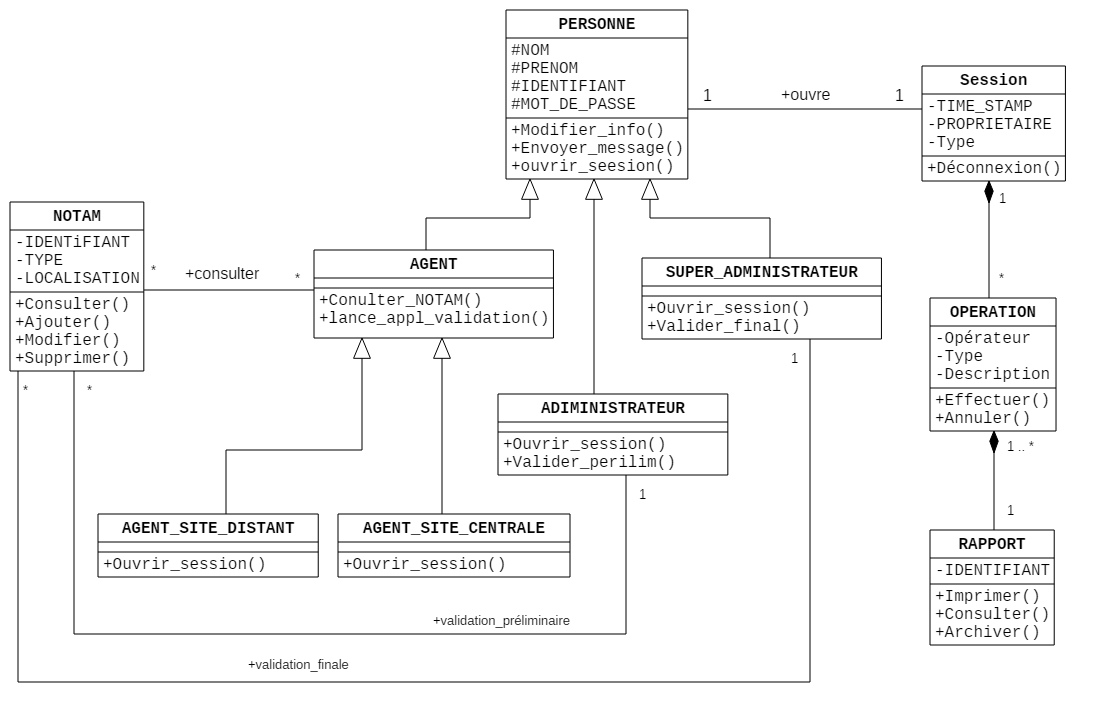 PERSONNE
#NOM
#PRENOM
#IDENTIFIANT
#MOT_DE_PASSE
+Modifier_info()
+Envoyer_message()
+ouvrir_seesion()
1
+ouvre
1
Session
-TIME_STAMP
-PROPRIETAIRE
-Type
+Déconnexion()
1
*
NOTAM
-IDENTiFIANT
-TYPE
-LOCALISATION
+Consulter()
+Ajouter()
+Modifier()
+Supprimer()
*
+consulter
*
AGENT
+Conulter_NOTAM()
+lance_appl_validation()
SUPER_ADMINISTRATEUR
+Ouvrir_session()
+Valider_final()
1
OPERATION
-Opérateur
-Type
-Description
+Effectuer()
+Annuler()
1 .. *
1
*
*
ADIMINISTRATEUR
+Ouvrir_session()
+Valider_perilim()
1
AGENT_SITE_DISTANT
+Ouvrir_session()
AGENT_SITE_CENTRALE
+Ouvrir_session()
RAPPORT
-IDENTIFIANT
+Imprimer()
+Consulter()
+Archiver()
+validation_préliminaire
+validation_finale